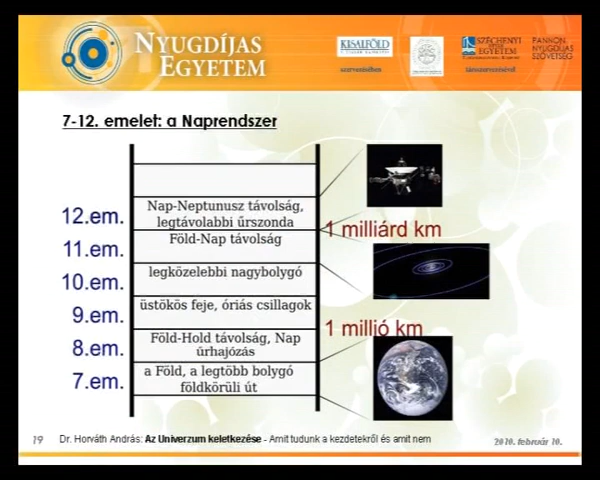 NYUGDÍJAS
EGYETEM
KISALFÖLD
szervezésében
SZÉCHENYI
EGYETEM
társszervezésével
PANNON
NYUGDÍJAS
SZÖVETSÉG
7-12. emelet: a Naprendszer
12.em.
Nap-Neptunusz távolság,
legtávolabbi űrszonda
1 milliárd km
11.em.
Föld-Nap távolság
10.em.
legközelebbi nagybolygó
9.em.
üstökös feje, óriás csillagok
1 millió km
8.em.
Föld-Hold távolság, Nap
űrhajózás
7.em.
a Föld, a legtöbb bolygó
földkörüli út
19
Dr. Horváth András: Az Univerzum keletkezése - Amit tudunk a kezdetekről és amit nem
2010. február 10.